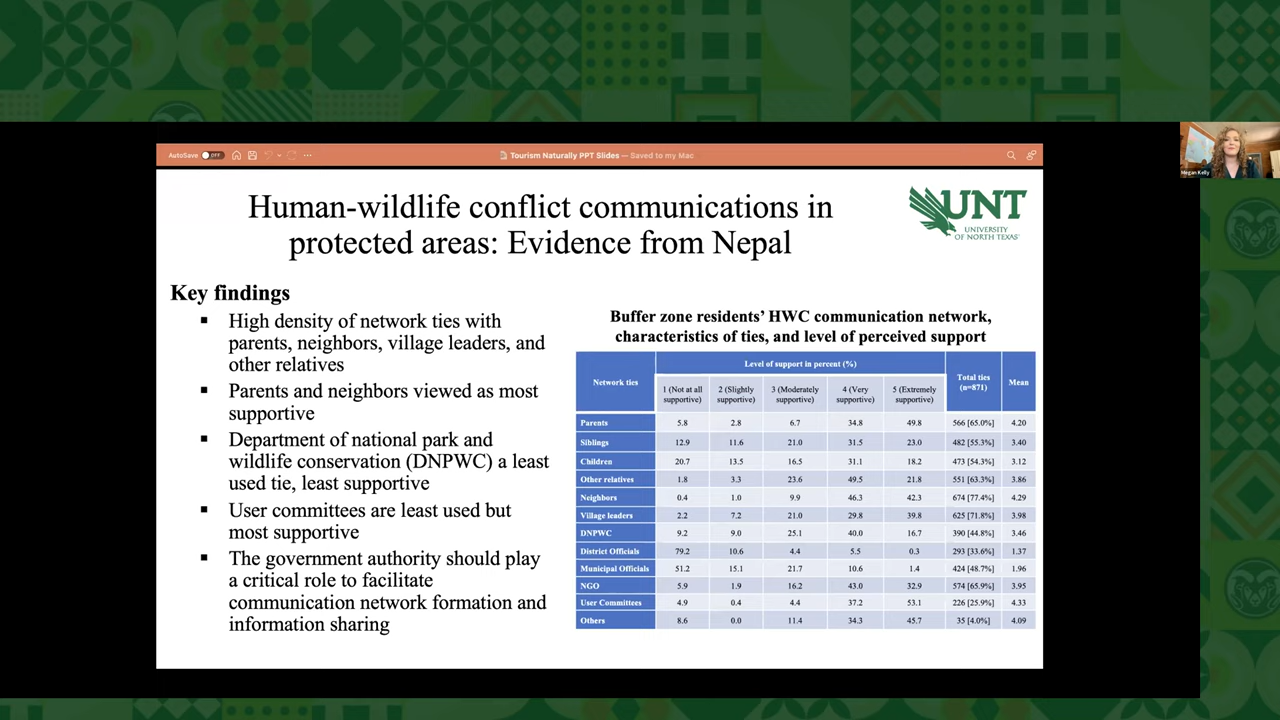 AutoSave OFF
Tourism Naturally PPT Slides — Saved to my Mac
Megan Kelly
Human-wildlife conflict communications in
protected areas: Evidence from Nepal
UNT
UNIVERSITY
OF NORTH TEXAS
Key findings
▪ High density of network ties with
parents, neighbors, village leaders, and
other relatives
▪ Parents and neighbors viewed as most
supportive
▪ Department of national park and
wildlife conservation (DNPWC) a least
used tie, least supportive
▪ User committees are least used but
most supportive
▪ The government authority should play
a critical role to facilitate
communication network formation and
information sharing
Buffer zone residents’ HWC communication network,
characteristics of ties, and level of perceived support
Network ties
Level of support in percent (%)
Total ties
(n=871)
Mean
1 (Not at all
supportive)
2 (Slightly
supportive)
3 (Moderately
supportive)
4 (Very
supportive)
5 (Extremely
supportive)
Parents 5.8 2.8 6.7 34.8 49.8 566 [65.0%] 4.20
Siblings 12.9 11.6 21.0 31.5 23.0 482 [55.3%] 3.40
Children 20.7 13.5 16.5 31.1 18.2 473 [54.3%] 3.12
Other relatives 1.8 3.3 23.6 49.5 21.8 551 [63.3%] 3.86
Neighbors 0.4 1.0 9.9 46.3 42.3 674 [77.4%] 4.29
Village leaders 2.2 7.2 21.0 29.8 39.8 625 [71.8%] 3.98
DNPWC 9.2 9.0 25.1 40.0 16.7 390 [44.8%] 3.46
District Officials 79.2 10.6 4.4 5.5 0.3 293 [33.6%] 1.37
Municipal Officials 51.2 15.1 21.7 10.6 1.4 424 [48.7%] 1.96
NGO 5.9 1.9 16.2 43.0 32.9 574 [65.9%] 3.95
User Committees 4.9 0.4 4.4 37.2 53.1 226 [25.9%] 4.33
Others 8.6 0.0 11.4 34.3 45.7 35 [4.0%] 4.09